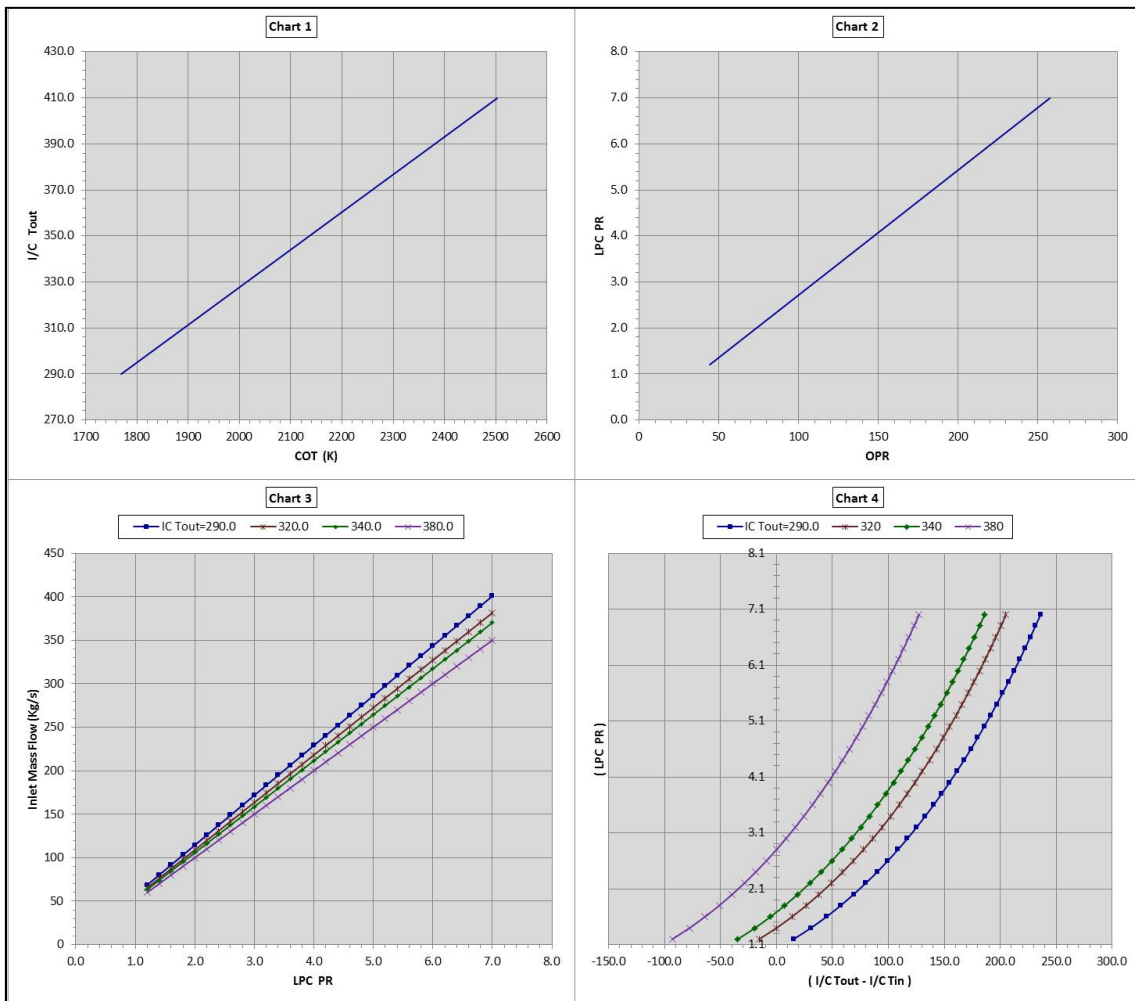 Chart 1
430.0
410.0
390.0
370.0
350.0
330.0
310.0
290.0
270.0
I/C Tout
1700 1800 1900 2000 2100 2200 2300 2400 2500 2600
COT (K)
Chart 2
8.0
7.0
6.0
5.0
4.0
3.0
2.0
1.0
0.0
LPC PR
0 50 100 150 200 250 300
OPR
Chart 3
IC Tout=290.0 320.0 340.0 380.0
450
400
350
300
250
200
150
100
50
0
Inlet Mass Flow (Kg/s)
0.0 1.0 2.0 3.0 4.0 5.0 6.0 7.0 8.0
LPC PR
Chart 4
IC Tout=290.0 320 340 380
8.1
7.1
6.1
5.1
4.1
3.1
2.1
1.1
( LPC PR )
-150.0 -100.0 -50.0 0.0 50.0 100.0 150.0 200.0 250.0 300.0
( I/C Tout - I/C Tin )